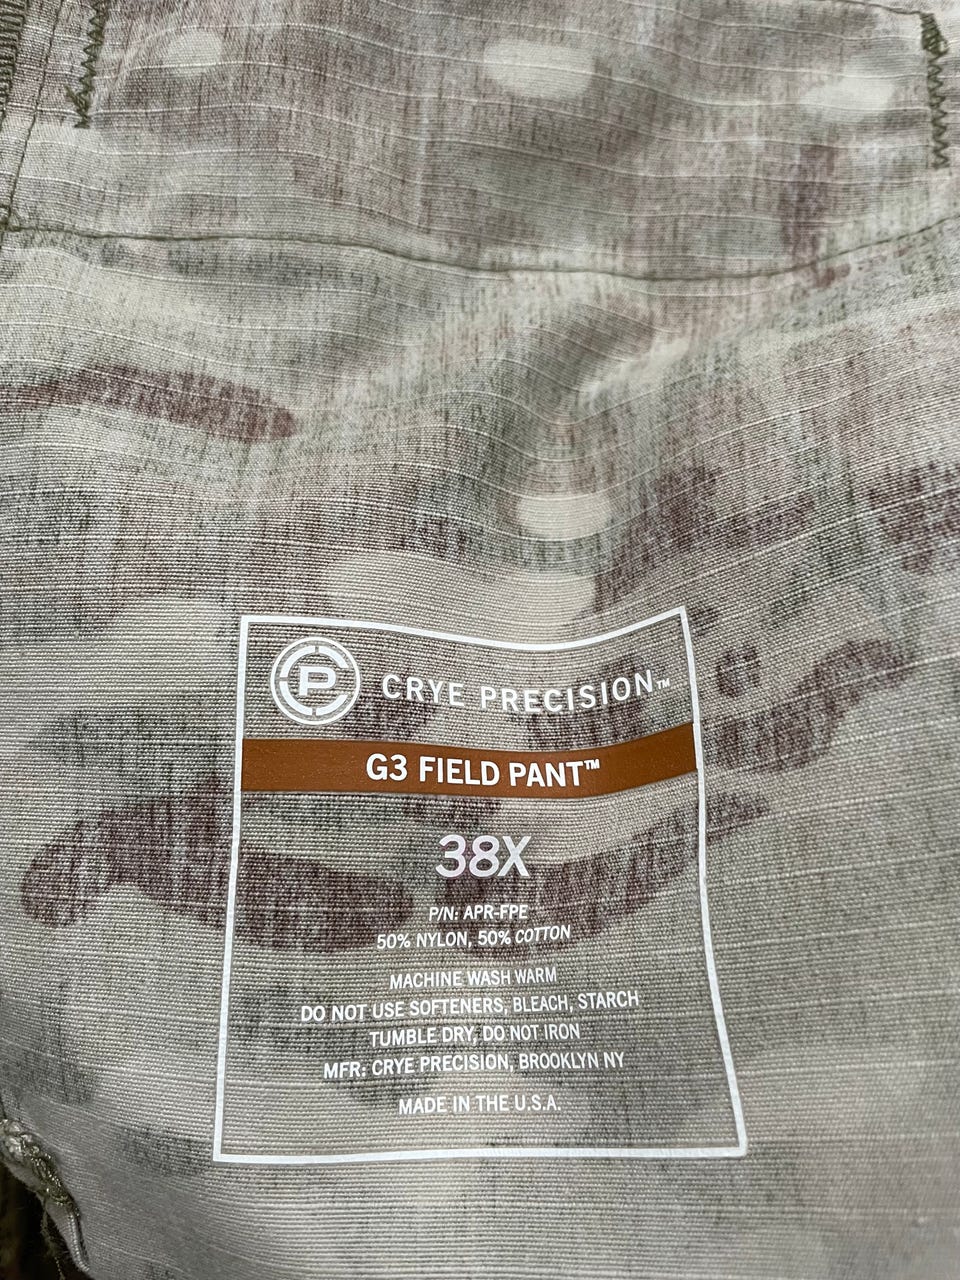 CP
CRYE PRECISION™
G3 FIELD PANT™
38X
P/N: APR-FPE
50% NYLON, 50% COTTON
MACHINE WASH WARM
DO NOT USE SOFTENERS, BLEACH, STARCH
TUMBLE DRY, DO NOT IRON
MFR: CRYE PRECISION, BROOKLYN NY
MADE IN THE U.S.A.